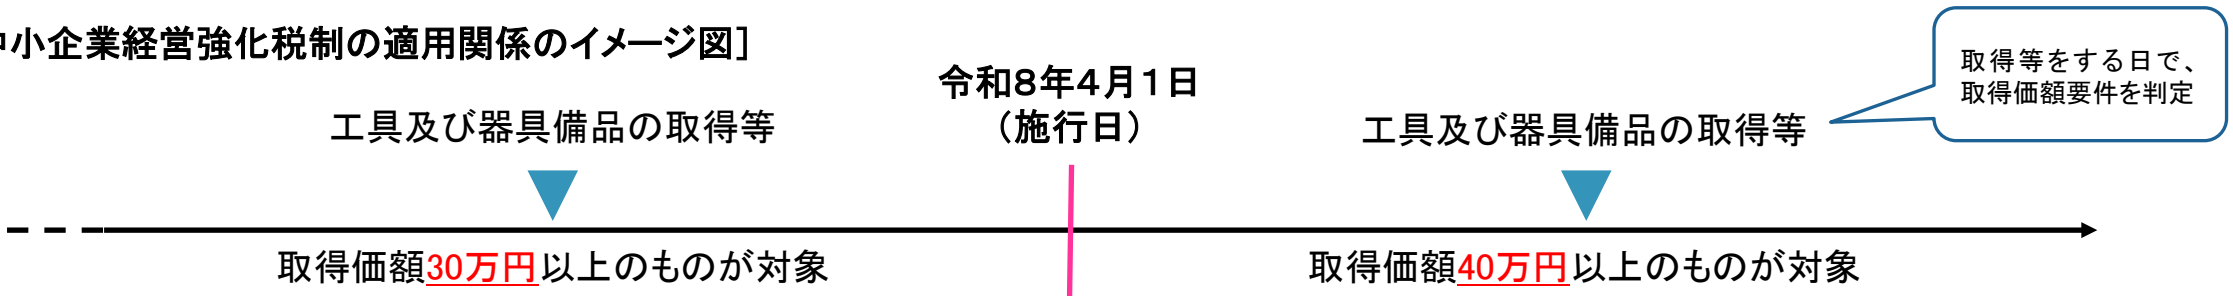 小企業経営強化税制の適用関係のイメージ図]
取得等をする日で、
取得価額要件を判定
令和8年4月1日
（施行日）
工具及び器具備品の取得等
工具及び器具備品の取得等
取得価額30万円以上のものが対象
取得価額40万円以上のものが対象